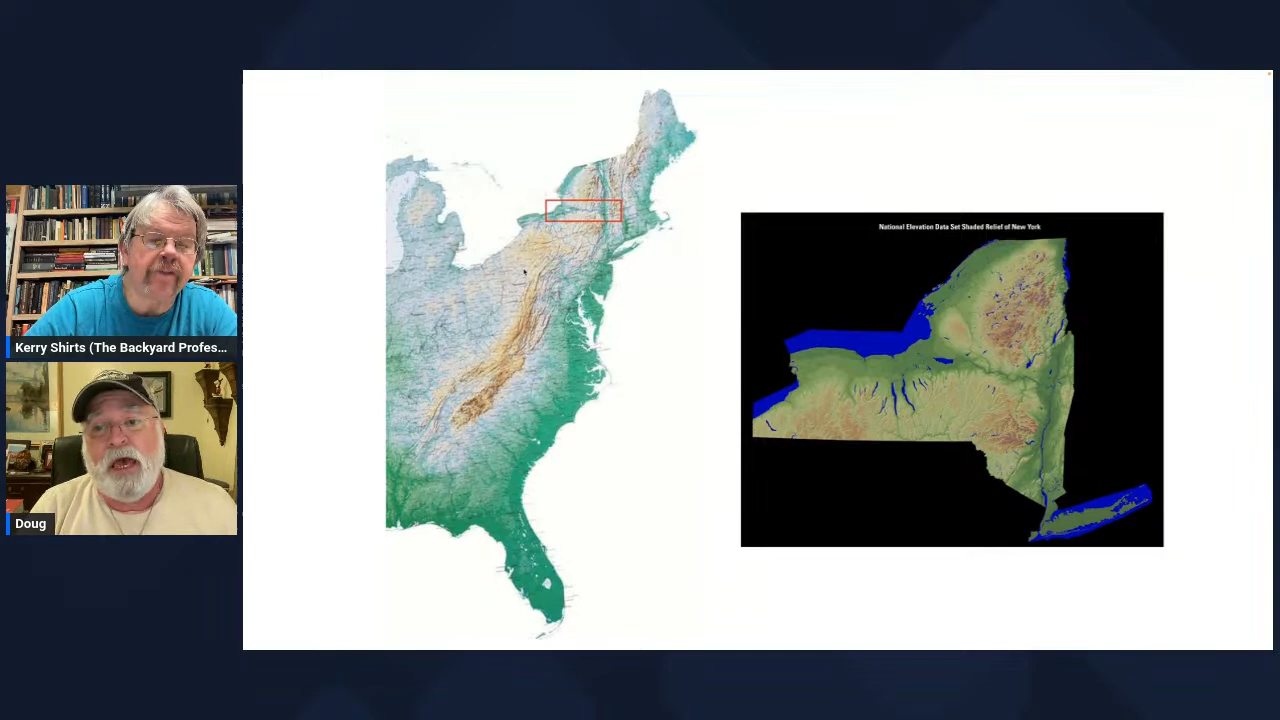 National Elevation Data Set Shaded Relief of New York
Kerry Shirts (The Backyard Profes...
Doug